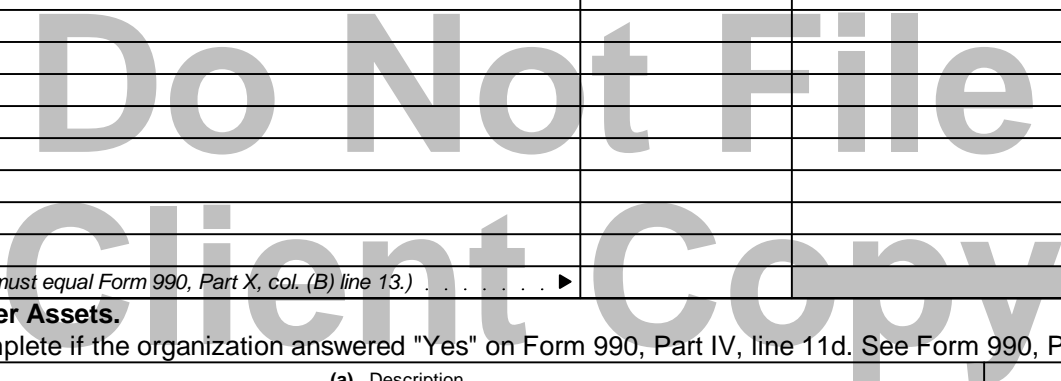 Do Not File
Client Copy
must equal Form 990, Part X, col. (B) line 13.) . . . . . . . ▶
er Assets.
mplete if the organization answered "Yes" on Form 990, Part IV, line 11d. See Form 990, P
(a) Description